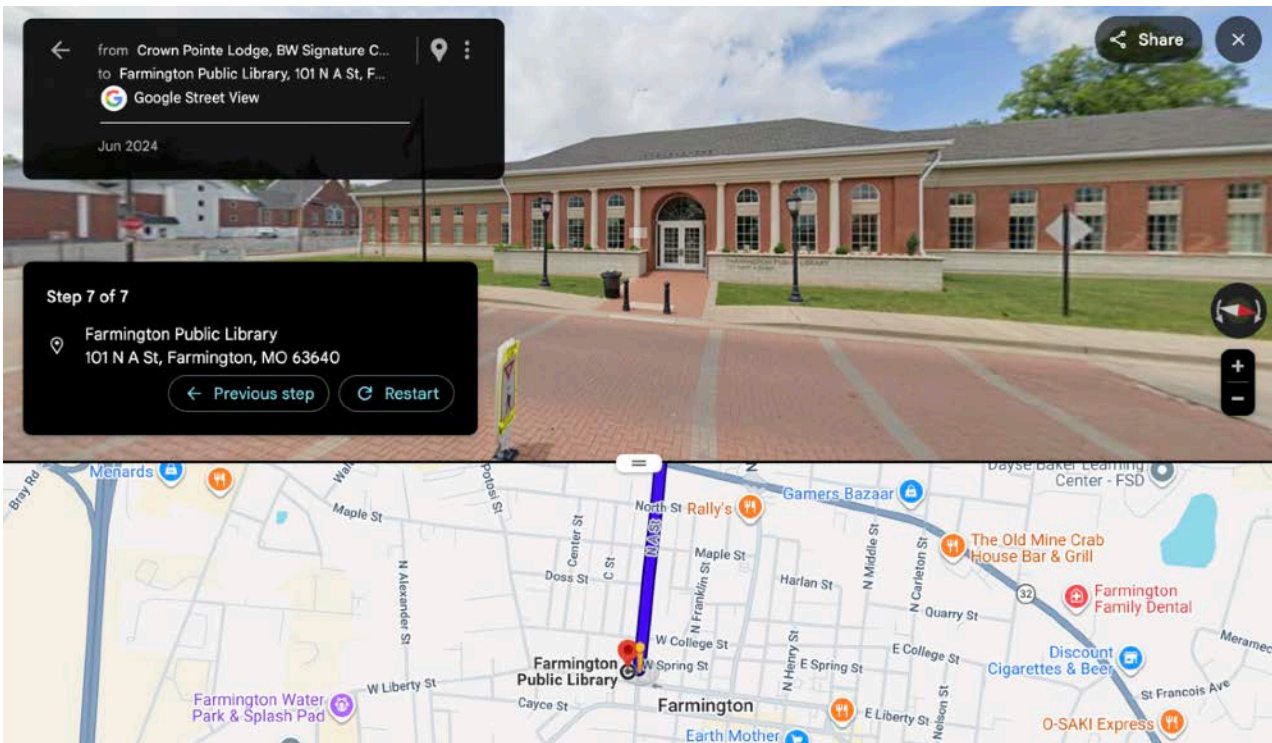 from Crown Pointe Lodge, BW Signature C...
to Farmington Public Library, 101 N A St, F...
Google Street View
Jun 2024
Share
Step 7 of 7
Farmington Public Library
101 N A St, Farmington, MO 63640
Previous step
Restart
FARMINGTON PUBLIC LIBRARY
Menards
Bray Rd
Maple St
Potosi St
North St
Rally's
Gamers Bazaar
Dayse Baker Learning
Center - FSD
N A St
Center St
C St
Doss St
Maple St
N Franklin St
Harlan St
N Middle St
N Carleton St
The Old Mine Crab
House Bar & Grill
32
Farmington
Family Dental
N Alexander St
Quarry St
W College St
E College St
Meramec
Farmington
Public Library
W Spring St
N Henry St
E Spring St
Discount
Cigarettes & Beer
St Francois Ave
W Liberty St
Farmington Water
Park & Splash Pad
Cayce St
Farmington
E Liberty St
Nelson St
O-SAKI Express
Earth Mother